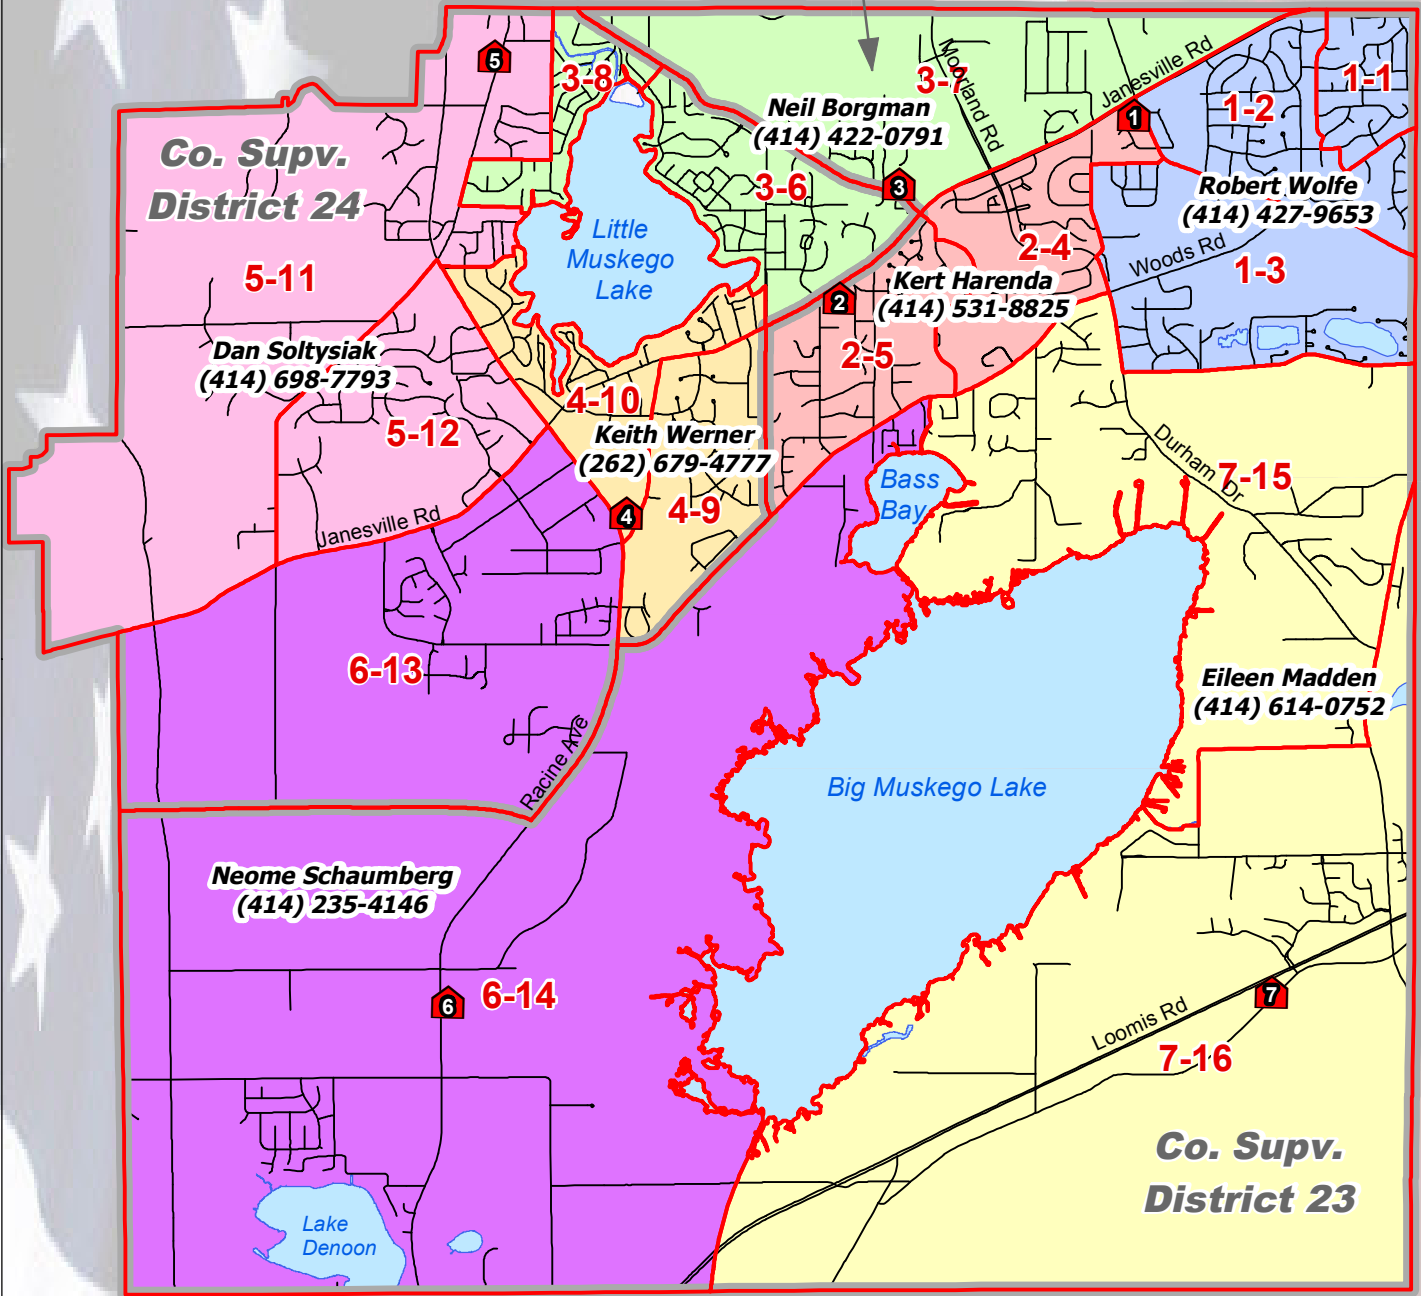 5
3-8
3-7
Moorland Rd
Janesville Rd
1-1
1-2
1
Neil Borgman
(414) 422-0791
Co. Supv.
District 24
3-6
3
Robert Wolfe
(414) 427-9653
Little
Muskego
Lake
2-4
Woods Rd
1-3
5-11
Kert Harenda
(414) 531-8825
2
Dan Soltysiak
(414) 698-7793
2-5
4-10
5-12
Keith Werner
(262) 679-4777
Durham Dr
7-15
Bass
Bay
Janesville Rd
4
4-9
6-13
Eileen Madden
(414) 614-0752
Racine Ave
Big Muskego Lake
Neome Schaumberg
(414) 235-4146
6
6-14
7
Loomis Rd
7-16
Co. Supv.
District 23
Lake
Denoon